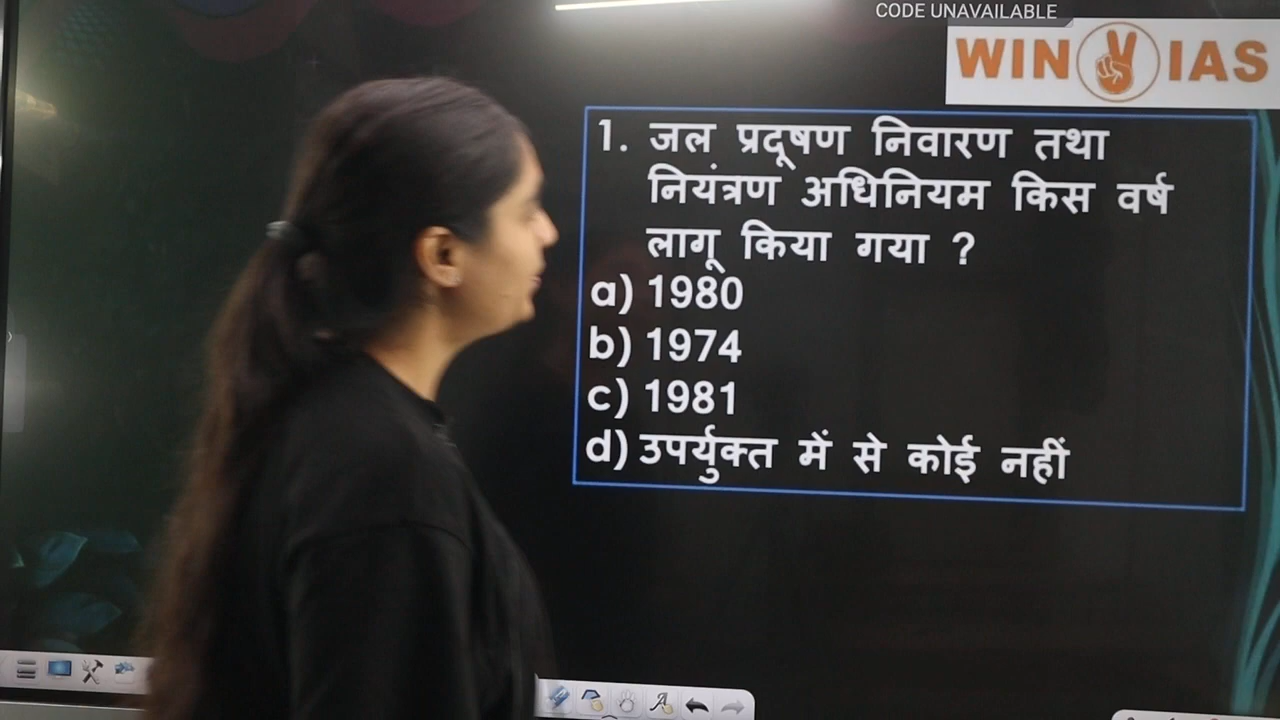 CODE UNAVAILABLE
WIN IAS
1. जल प्रदूषण निवारण तथा
नियंत्रण अधिनियम किस वर्ष
लागू किया गया ?
a) 1980
b) 1974
c) 1981
d) उपर्युक्त में से कोई नहीं